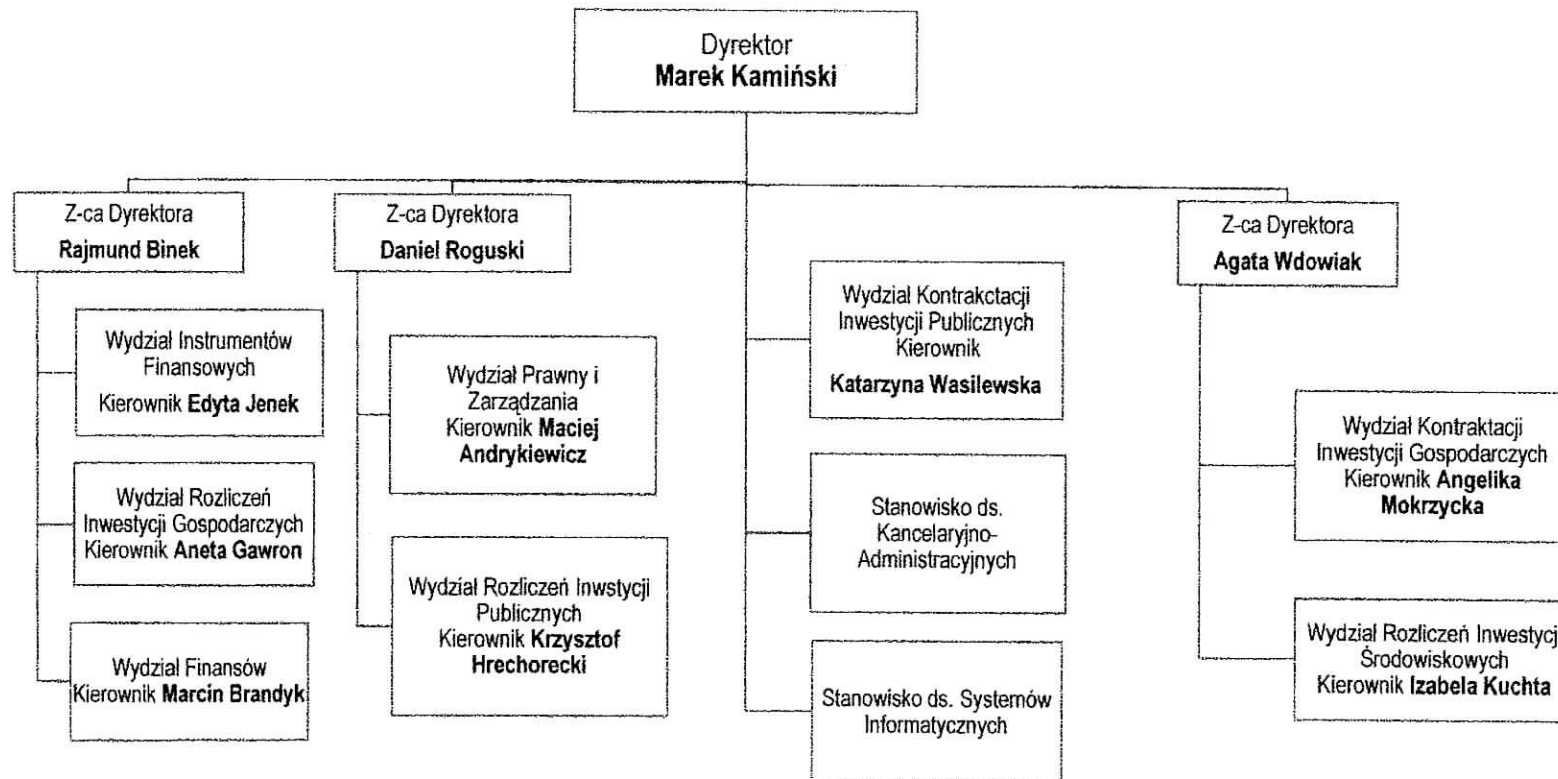 Dyrektor
Marek Kamiński
Z-ca Dyrektora
Rajmund Binek
Wydział Instrumentów
Finansowych
Kierownik Edyta Jenek
Wydział Rozliczeń
Inwestycji Gospodarczych
Kierownik Aneta Gawron
Wydział Finansów
Kierownik Marcin Brandyk
Z-ca Dyrektora
Daniel Roguski
Wydział Prawny i
Zarządzania
Kierownik Maciej
Andrykiewicz
Wydział Rozliczeń Inwstycji
Publicznych
Kierownik Krzysztof
Hrechorecki
Wydział Kontrakctacji
Inwestycji Publicznych
Kierownik
Katarzyna Wasilewska
Stanowisko ds.
Kancelaryjno-
Administracyjnych
Stanowisko ds. Systemów
Informatycznych
Z-ca Dyrektora
Agata Wdowiak
Wydział Kontraktacji
Inwestycji Gospodarczych
Kierownik Angelika
Mokrzycka
Wydział Rozliczeń Inwestycj
Środowiskowych
Kierownik Izabela Kuchta